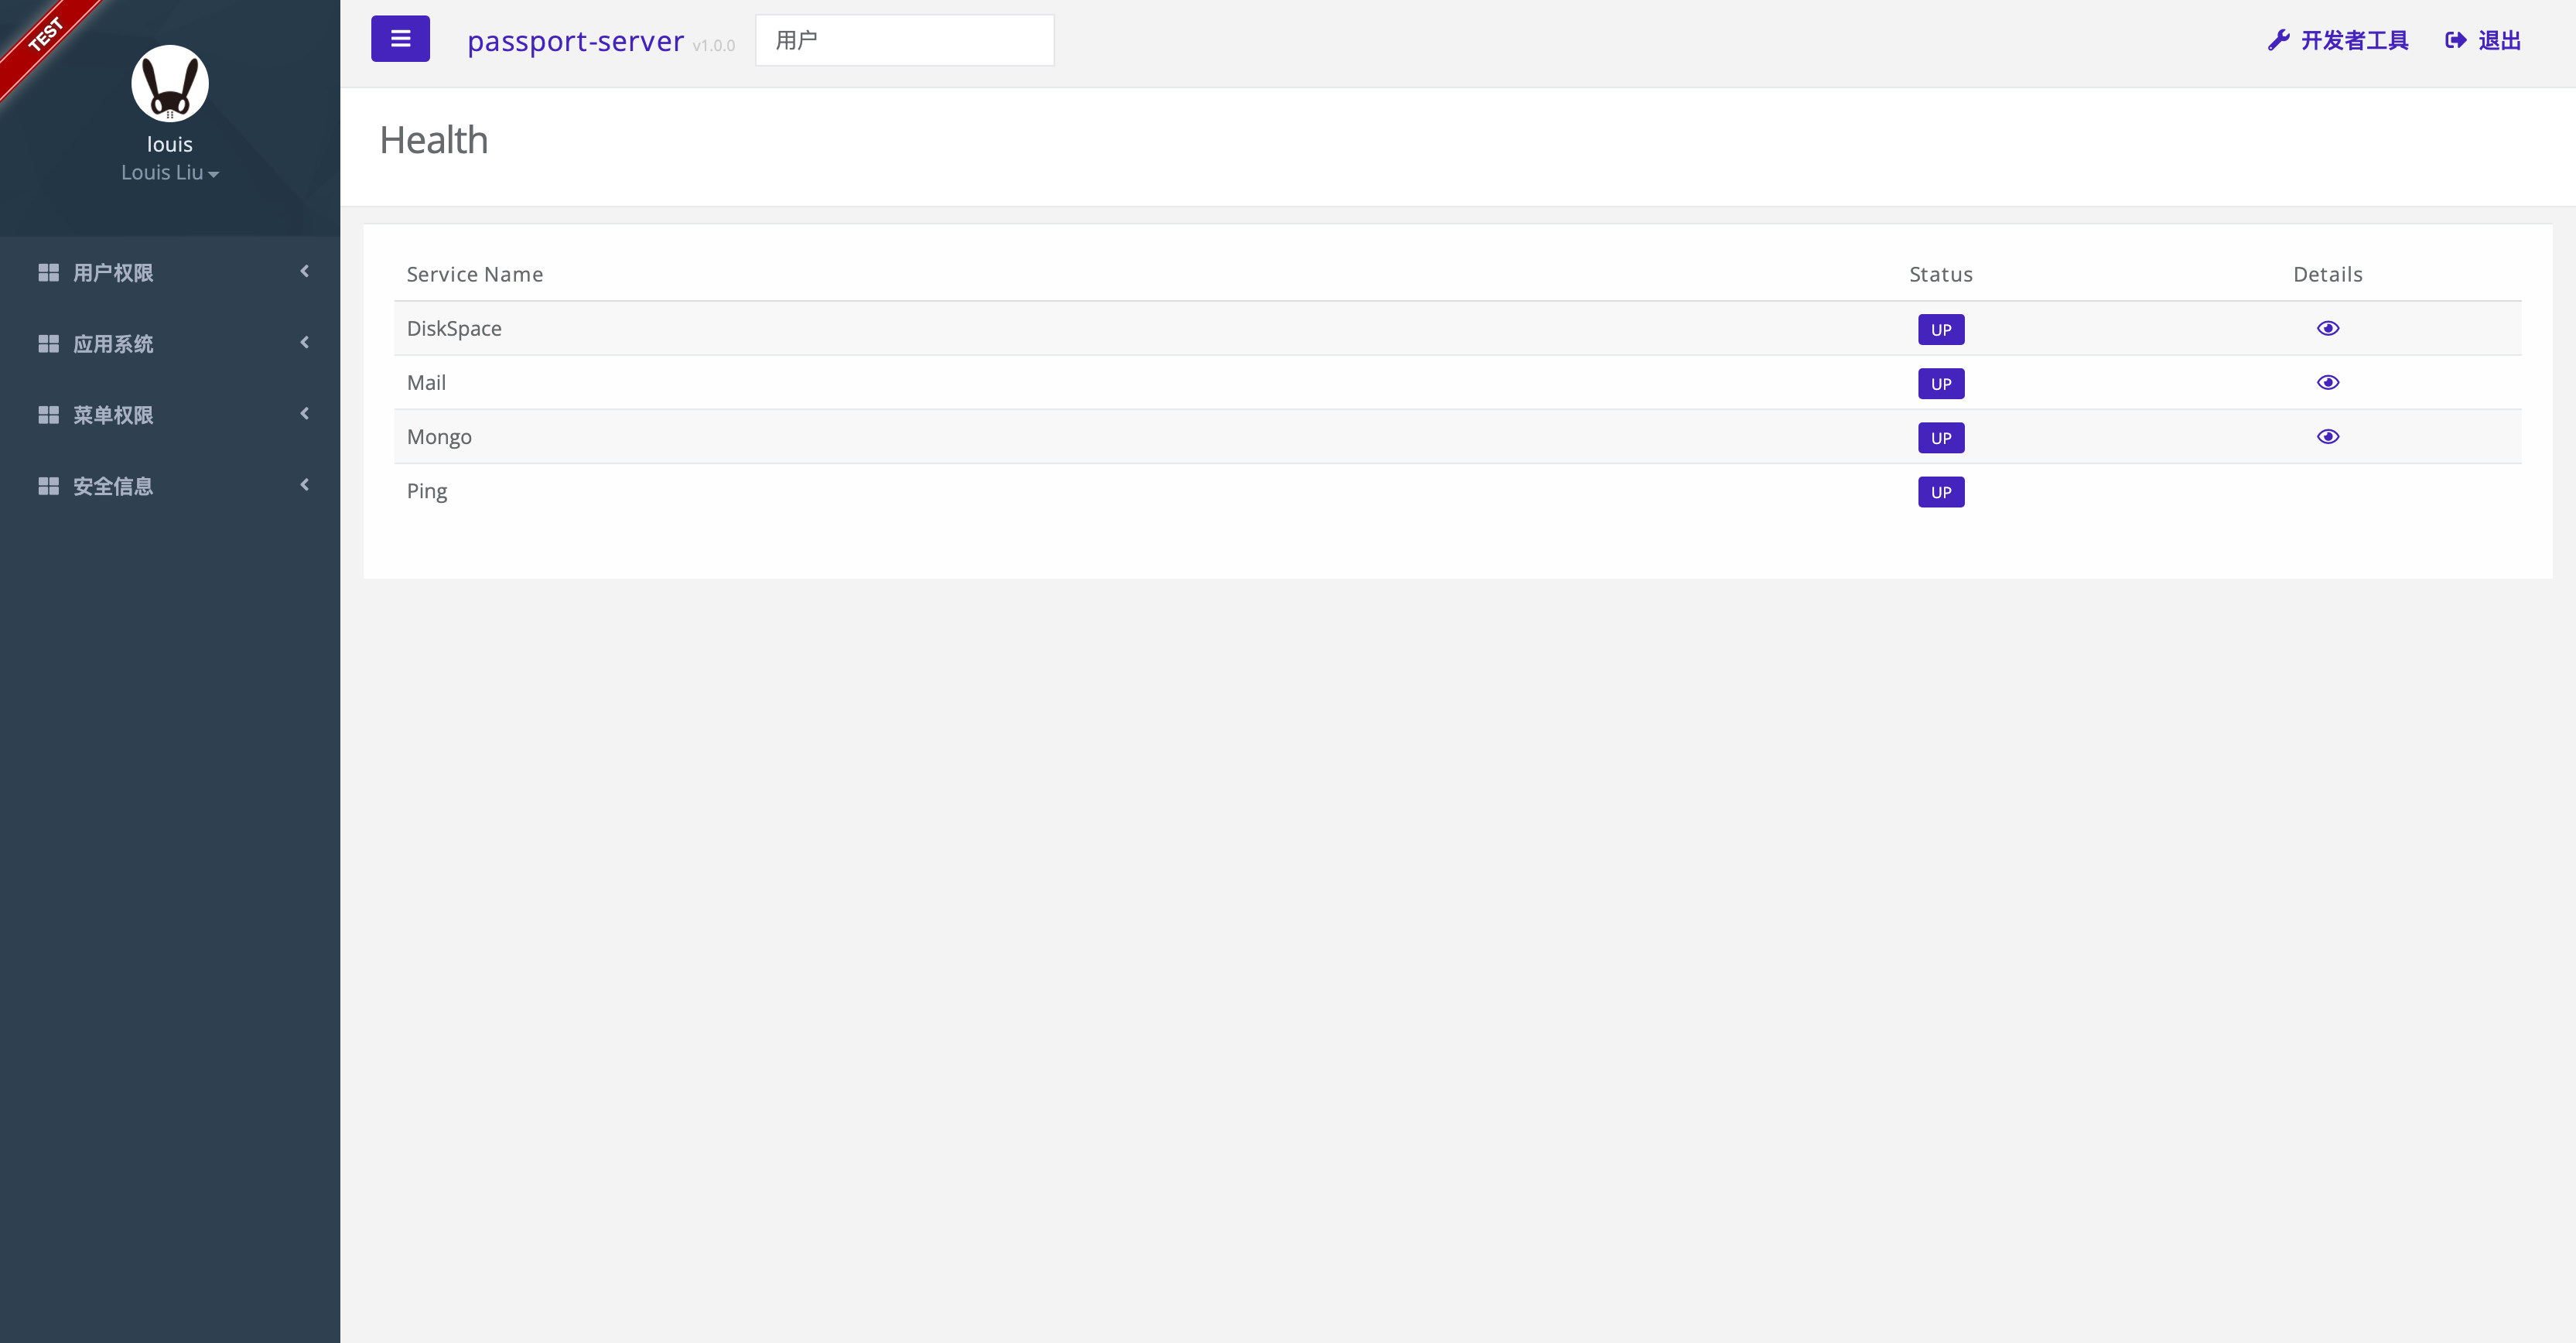 TEST
louis
Louis Liu
用户权限
应用系统
菜单权限
安全信息
passport-server v1.0.0
用户
开发者工具
退出
Health
Service Name Status Details
DiskSpace UP
Mail UP
Mongo UP
Ping UP